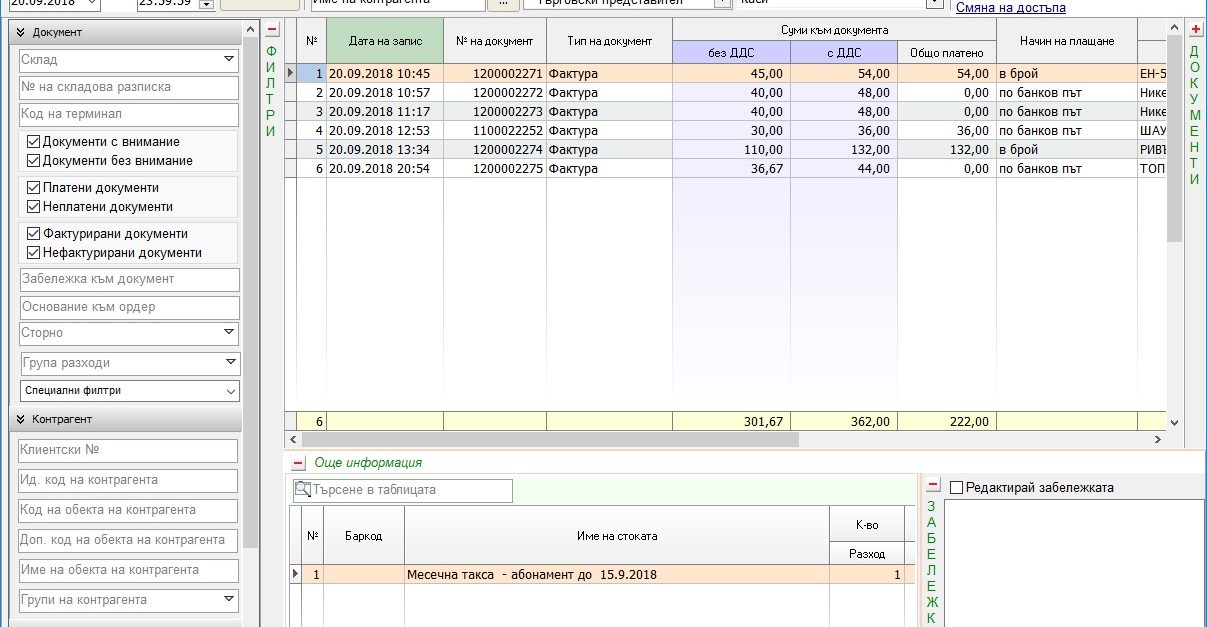 20.09.2018 23:59:59 Име на контрагента ... Търговски представител Каси Смяна на достъпа
Документ
Склад
№ на складова разписка
Код на терминал
Документи с внимание
Документи без внимание
Платени документи
Неплатени документи
Фактурирани документи
Нефактурирани документи
Забележка към документ
Основание към ордер
Сторно
Група разходи
Специални филтри
Контрагент
Клиентски №
Ид. код на контрагента
Код на обекта на контрагента
Доп. код на обекта на контрагента
Име на обекта на контрагента
Групи на контрагента
ФИЛТРИ
№ Дата на запис № на документ Тип на документ Суми към документа Начин на плащане
без ДДС с ДДС Общо платено
1 20.09.2018 10:45 1200002271 Фактура 45,00 54,00 54,00 в брой ЕН-5
2 20.09.2018 10:57 1200002272 Фактура 40,00 48,00 0,00 по банков път Нике
3 20.09.2018 11:17 1200002273 Фактура 40,00 48,00 0,00 по банков път Нике
4 20.09.2018 12:53 1100022252 Фактура 30,00 36,00 36,00 по банков път ШАУ
5 20.09.2018 13:34 1200002274 Фактура 110,00 132,00 132,00 в брой РИВЪ
6 20.09.2018 20:54 1200002275 Фактура 36,67 44,00 0,00 по банков път ТОП
6 301,67 362,00 222,00
ДОКУМЕНТИ
Още информация
Търсене в таблицата
№ Баркод Име на стоката К-во
Разход
1 Месечна такса - абонамент до 15.9.2018 1
ЗАБЕЛЕЖК
Редактирай забележката